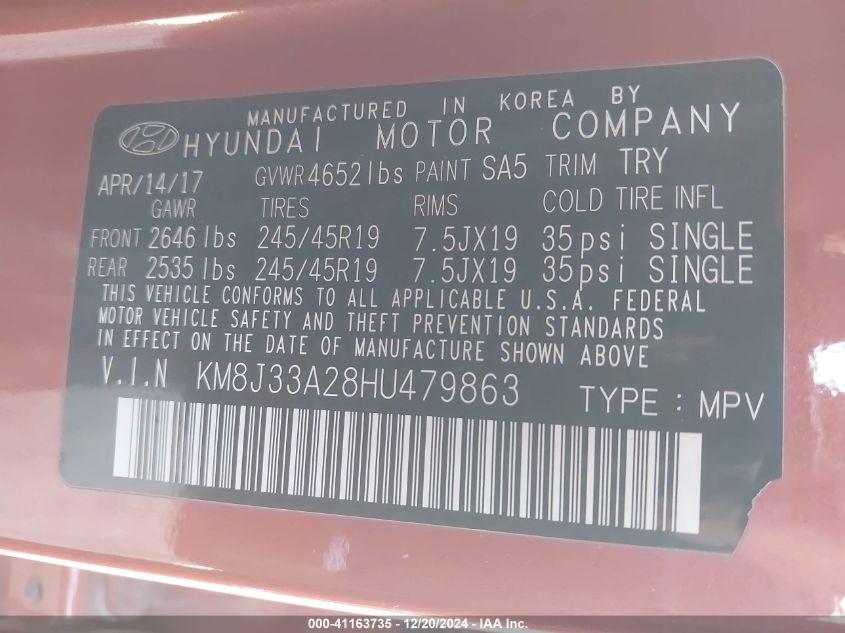 MANUFACTURED IN KOREA BY
HYUNDAI MOTOR COMPANY
APR/14/17 GVWR 4652 lbs PAINT SA5 TRIM TRY
GAWR TIRES RIMS COLD TIRE INFL
FRONT 2646 lbs 245/45R19 7.5JX19 35psi SINGLE
REAR 2535 lbs 245/45R19 7.5JX19 35psi SINGLE
THIS VEHICLE CONFORMS TO ALL APPLICABLE U.S.A. FEDERAL
MOTOR VEHICLE SAFETY AND THEFT PREVENTION STANDARDS
IN EFFECT ON THE DATE OF MANUFACTURE SHOWN ABOVE
V.I.N KM8J33A28HU479863 TYPE : MPV
000-41163735 - 12/20/2024 - IAA Inc.